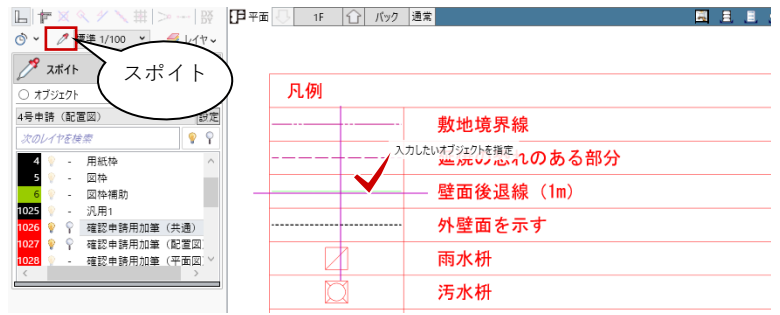 平面 1F バック 通常
標準 1/100 レイヤ
スポイト
スポイト
オブジェクト
4号申請（配置図） 設定
次のレイヤを検索
4 - 用紙枠
5 - 図枠
6 - 図枠補助
1025 - 汎用1
1026 確認申請用加筆（共通）
1027 確認申請用加筆（配置図
1028 - 確認申請用加筆（平面図
凡例
敷地境界線
入力したいオブジェクトを指定
れのある部分
壁面後退線（1m）
外壁面を示す
雨水枡
汚水枡